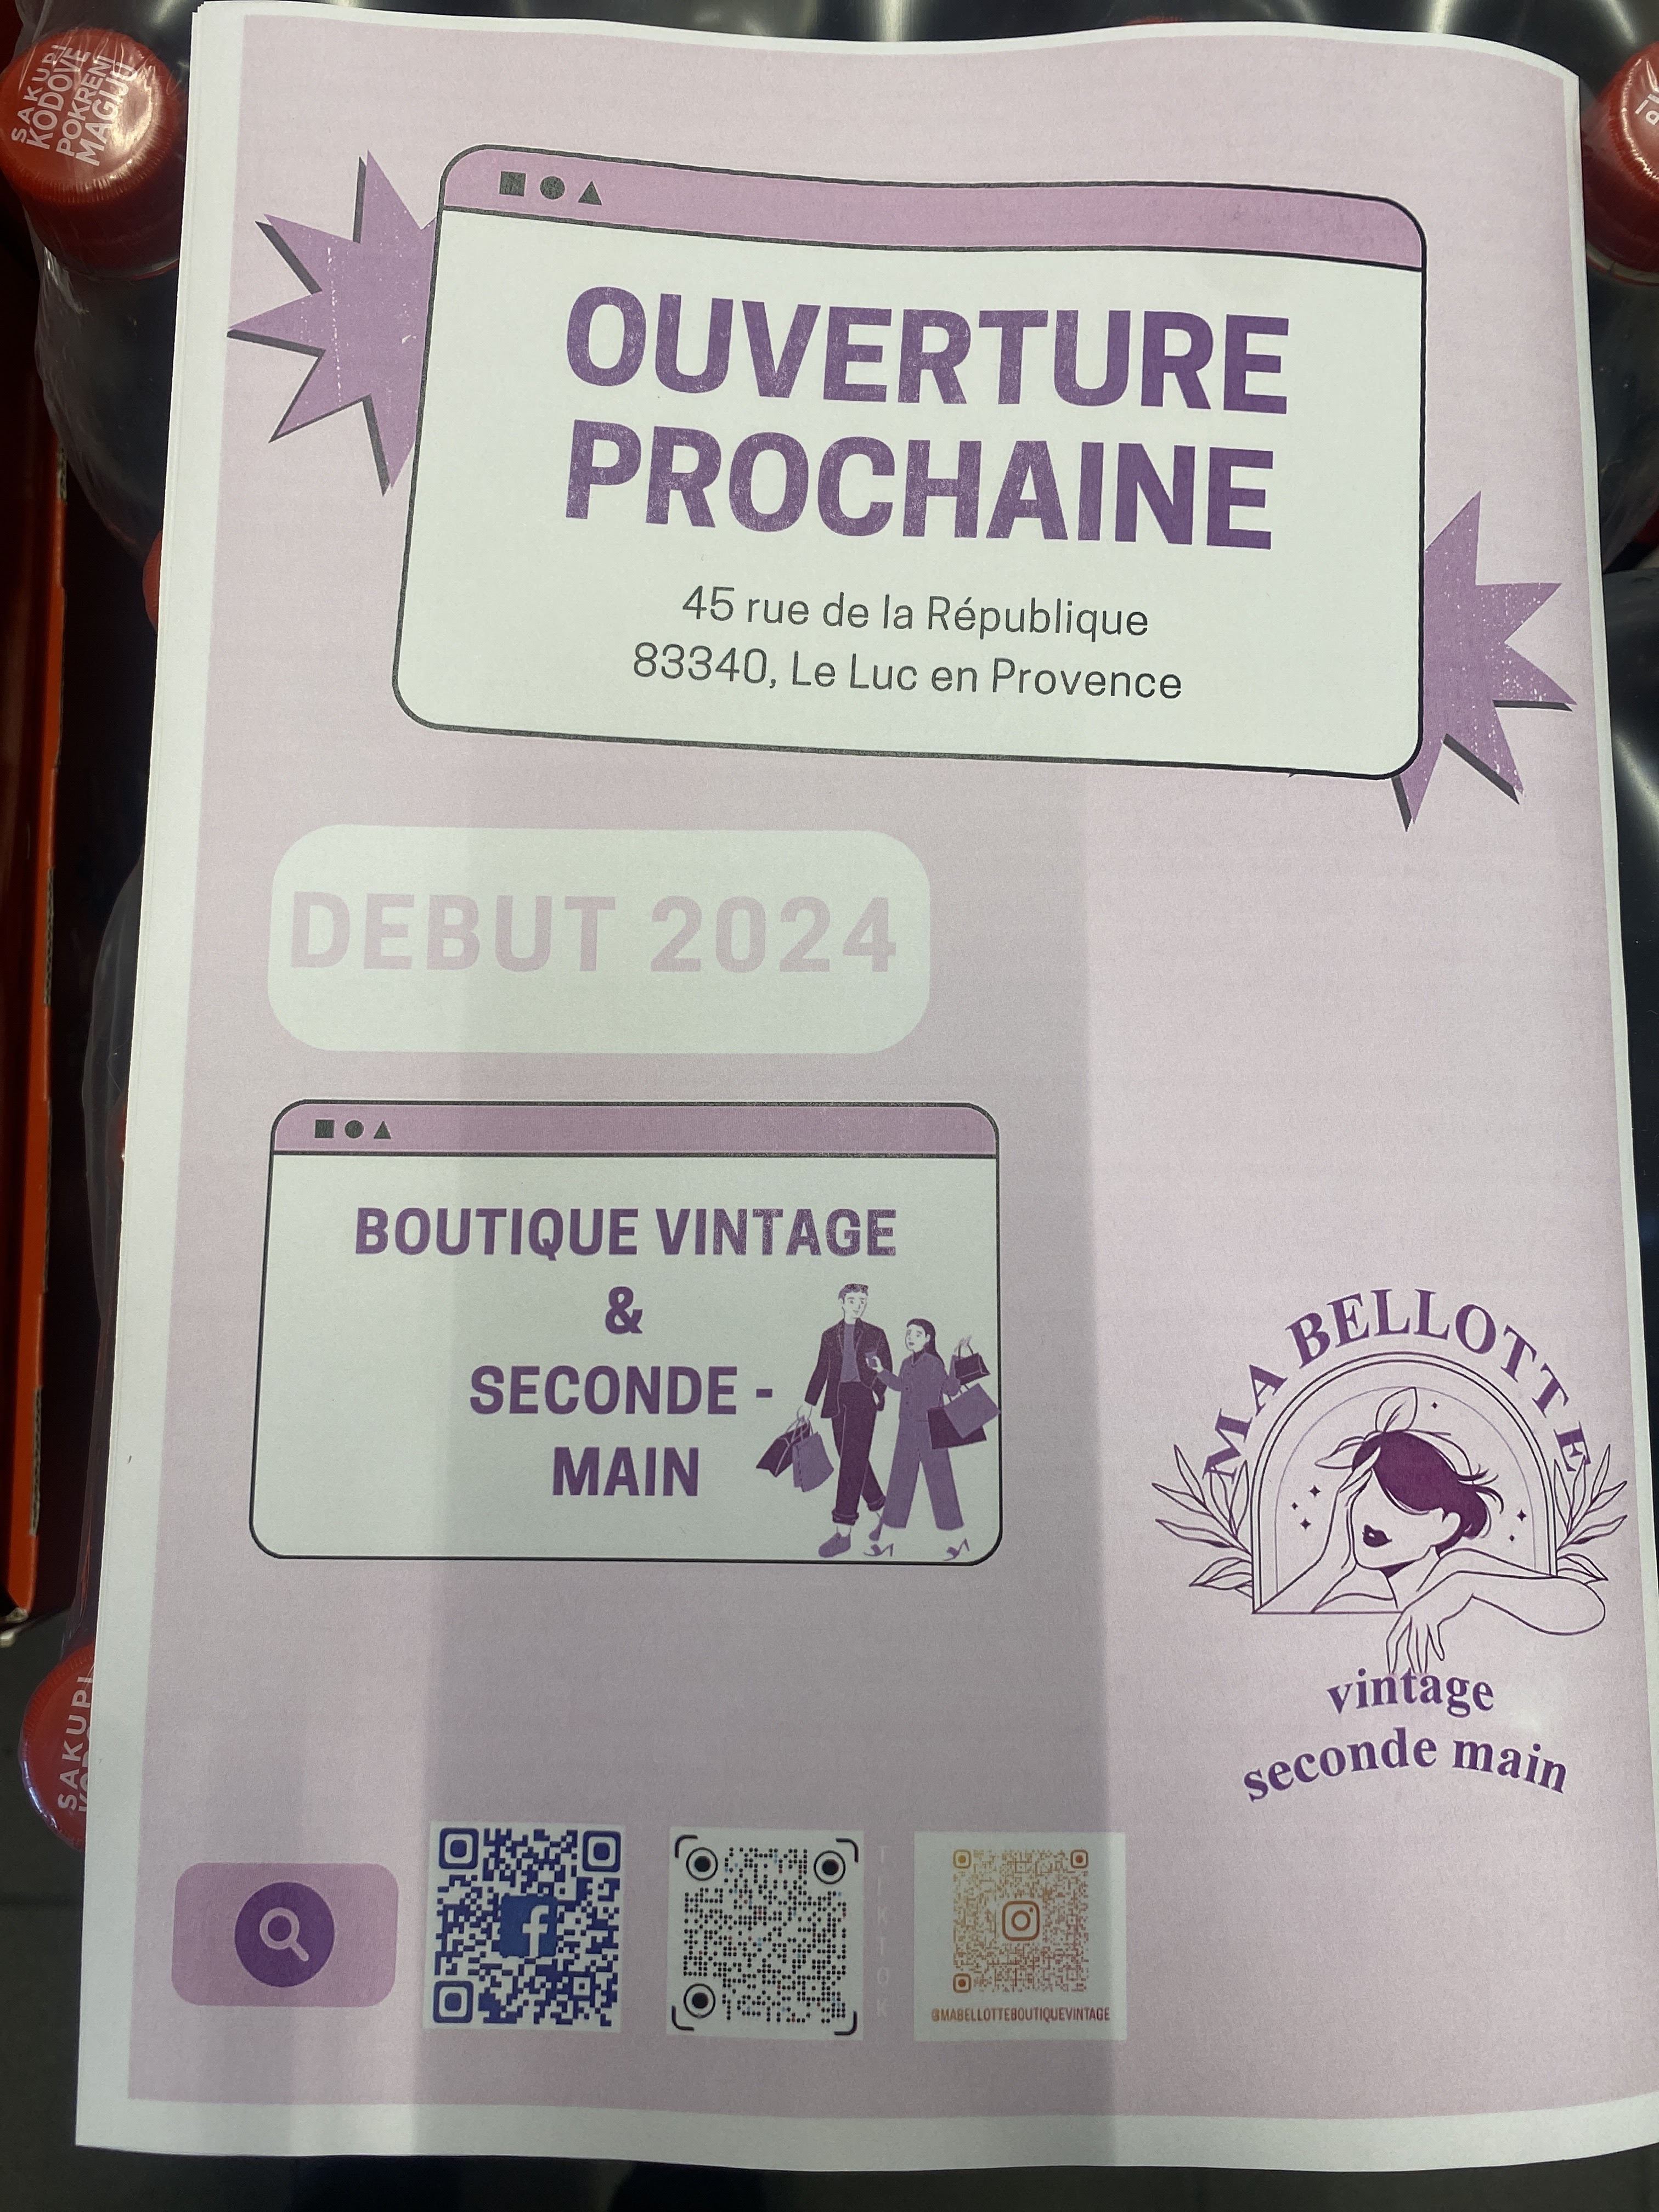 SAKUPI
KODOVE
POKRENI
MAGIJU
OUVERTURE
PROCHAINE
45 rue de la République
83340, Le Luc en Provence
DEBUT 2024
BOUTIQUE VINTAGE
&
SECONDE -
MAIN
MA BELLOTTE
vintage
seconde main
SAKUPI
TIKTOK
@MABELLOTTEBOUTIQUEVINTAGE